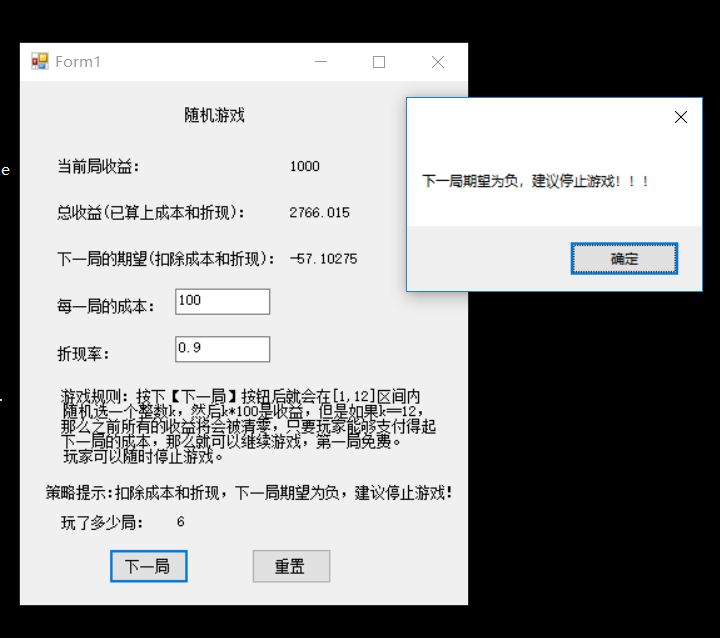 e
Form1
随机游戏
当前局收益: 1000
总收益(已算上成本和折现): 2766.015
下一局的期望(扣除成本和折现): -57.10275
每一局的成本: 100
折现率: 0.9
游戏规则: 按下【下一局】按钮后就会在[1,12]区间内
随机选一个整数k, 然后k*100是收益, 但是如果k==12,
那么之前所有的收益将会被清零, 只要玩家能够支付得起
下一局的成本, 那么就可以继续游戏, 第一局免费。
玩家可以随时停止游戏。
策略提示:扣除成本和折现, 下一局期望为负, 建议停止游戏!
玩了多少局: 6
下一局 重置
下一局期望为负, 建议停止游戏!!!
确定